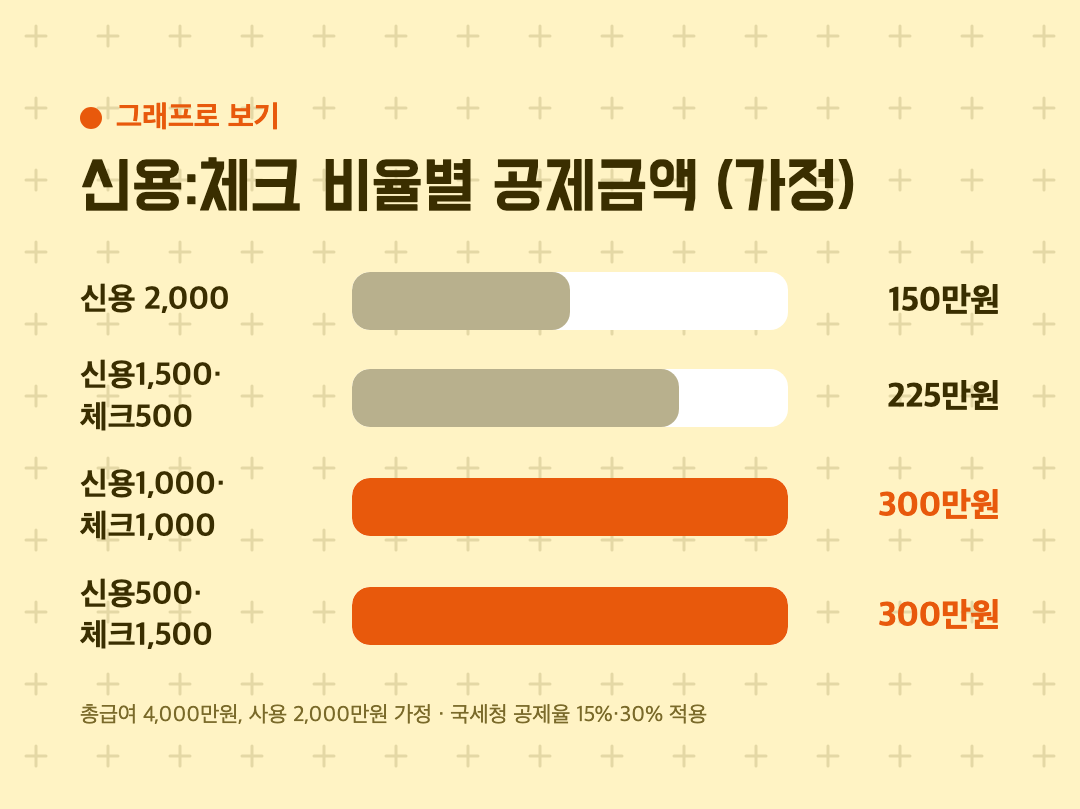 그래프로 보기
신용:체크 비율별 공제금액 (가정)
신용 2,000
150만원
신용1,500·
체크500
225만원
신용1,000·
체크1,000
300만원
신용500·
체크1,500
300만원
총급여 4,000만원, 사용 2,000만원 가정 · 국세청 공제율 15%·30% 적용